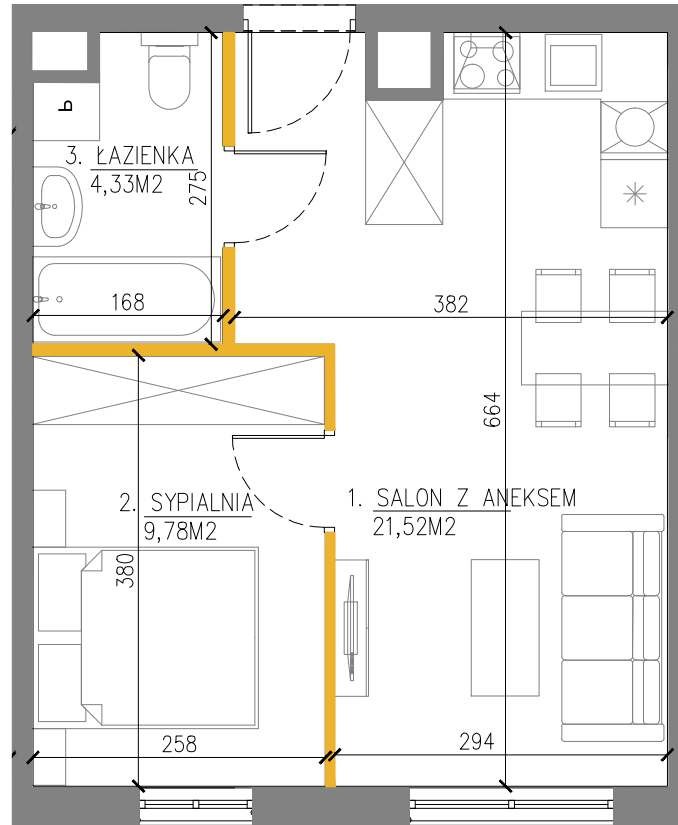 ь
3. ŁAZIENKA
4,33M2
275
168
382
664
2. SYPIALNIA
9,78M2
1. SALON Z ANEKSEM
21,52M2
380
258
294